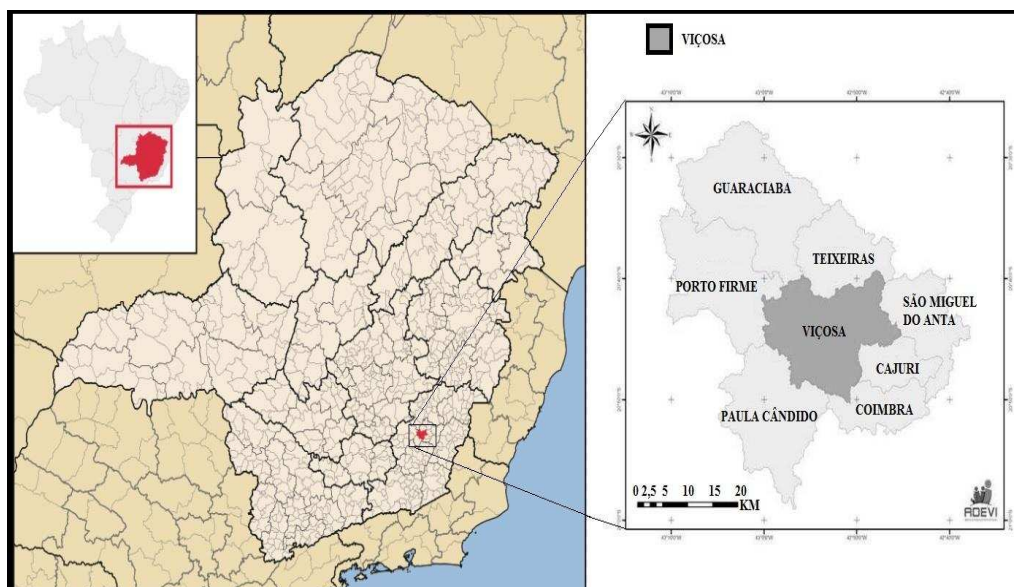 VIÇOSA
GUARACIABA
TEIXEIRAS
PORTO FIRME
SÃO MIGUEL
DO ANTA
VIÇOSA
CAJURI
COIMBRA
PAULA CÂNDIDO
0 2,5 5 10 15 20
KM
ADEVI